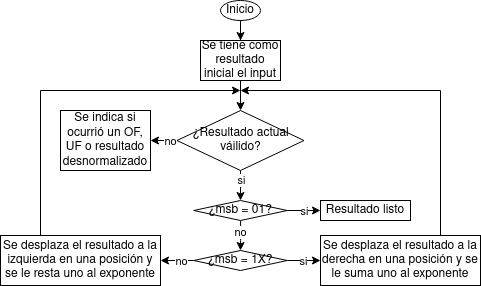 Inicio
Se tiene como
resultado
inicial el input
Se indica si
ocurrió un OF,
UF o resultado
desnormalizado
no
¿Resultado actual
váilido?
si
¿msb = 01?
si
Resultado listo
no
Se desplaza el resultado a la
izquierda en una posición y
se le resta uno al exponente
no
¿msb = 1X?
si
Se desplaza el resultado a la
derecha en una posición y se
le suma uno al exponente